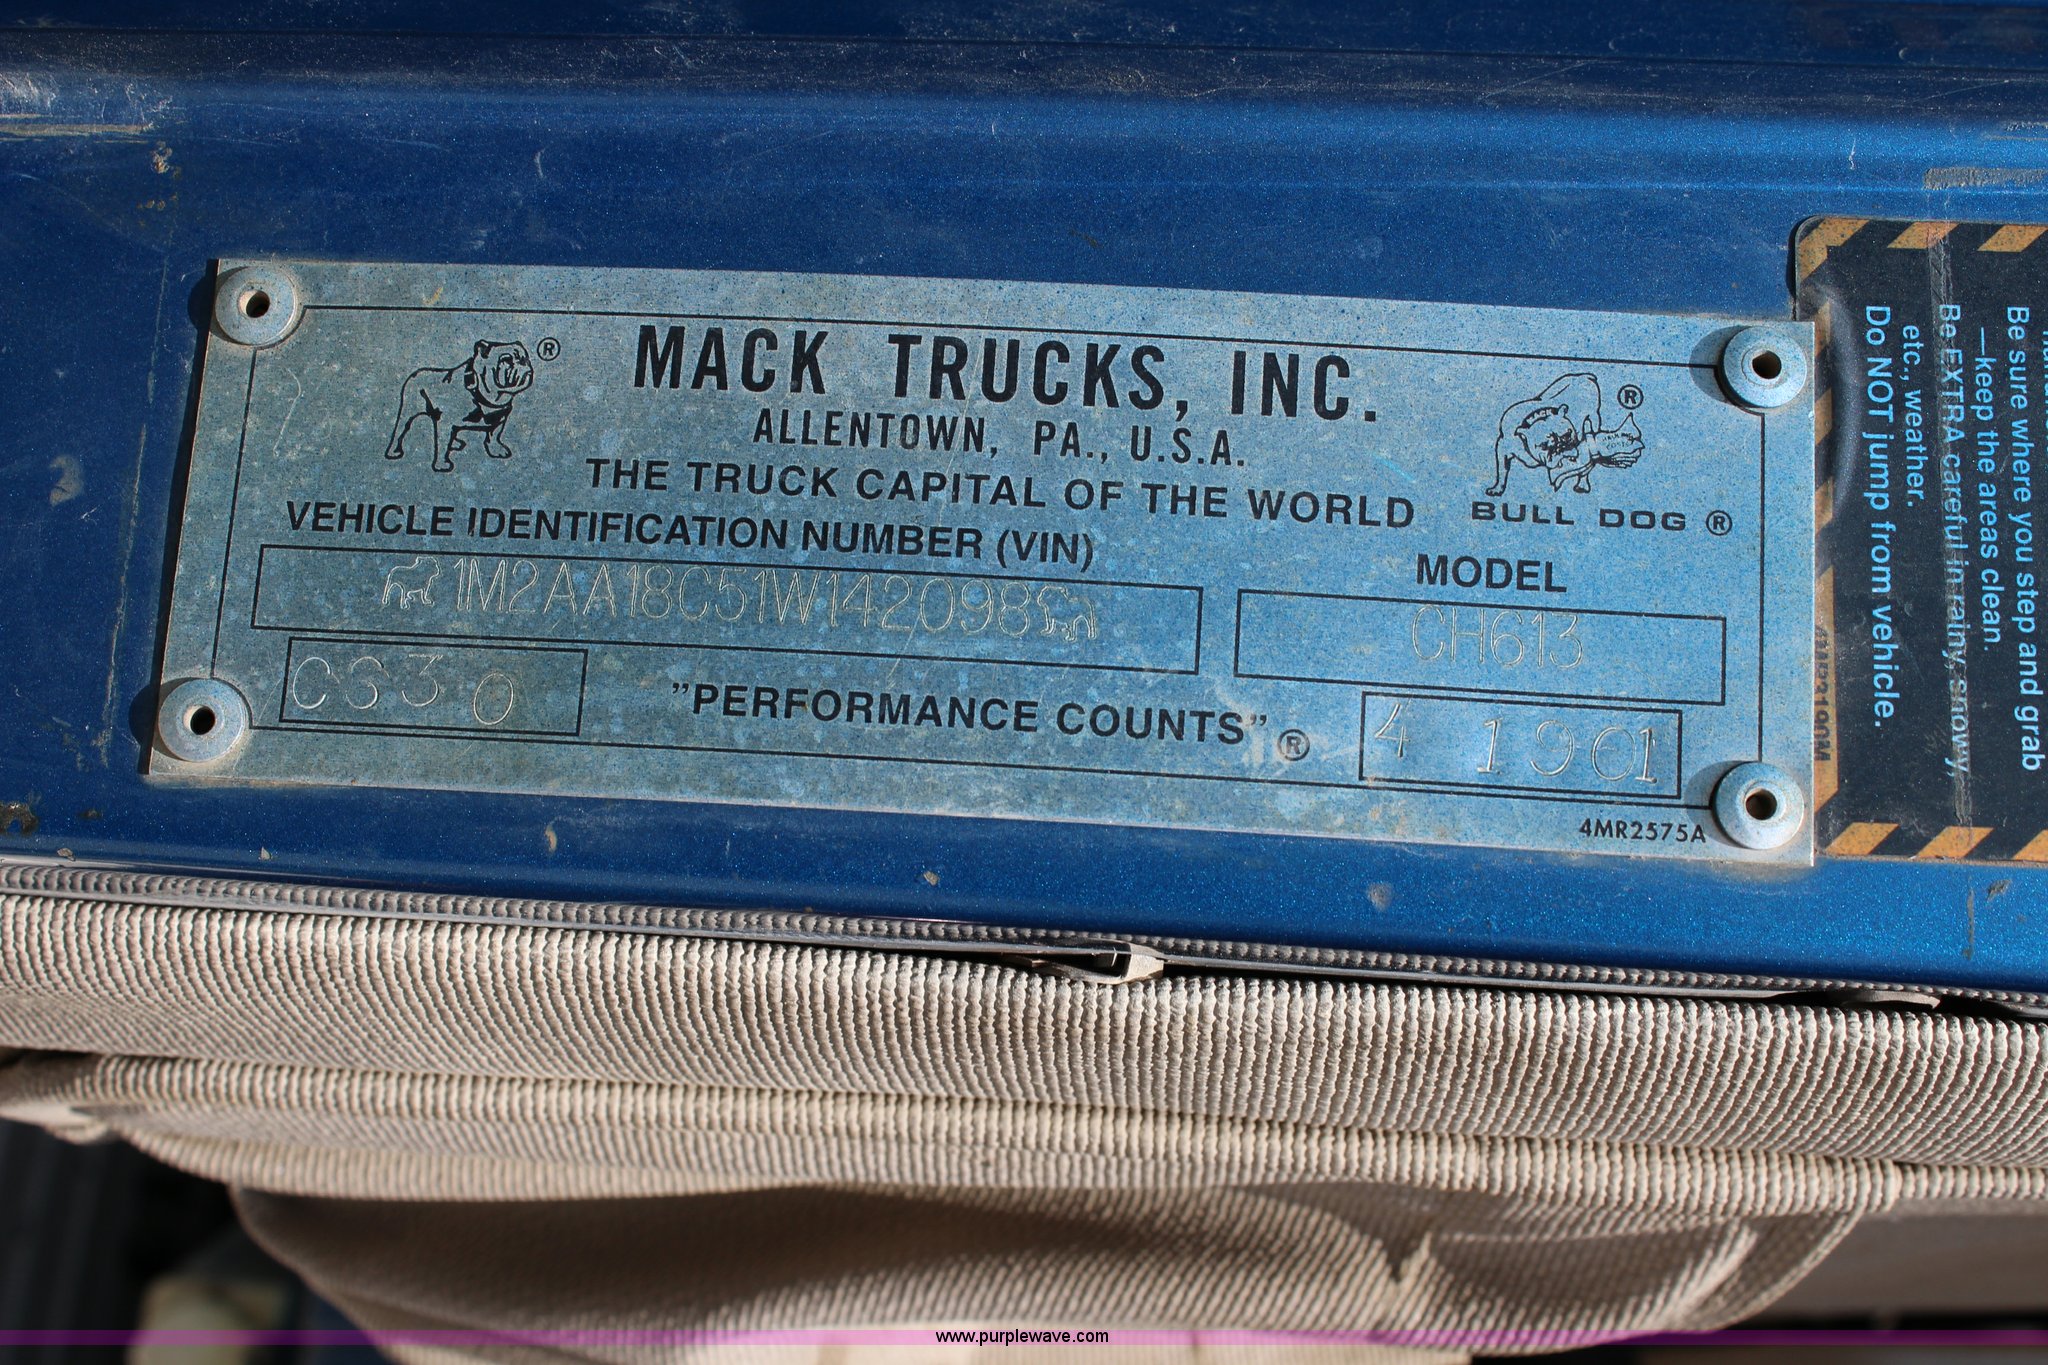 MACK TRUCKS, INC.
ALLENTOWN, PA., U.S.A.
THE TRUCK CAPITAL OF THE WORLD
BULL DOG ®
VEHICLE IDENTIFICATION NUMBER (VIN)
MODEL
1M2AA18C51W142098
CH613
CG30
"PERFORMANCE COUNTS"®
4 1901
4MR2575A
Be sure where you step and grab
—keep the areas clean.
Be EXTRA careful in rainy, snowy,
etc., weather.
Do NOT jump from vehicle.
www.purplewave.com